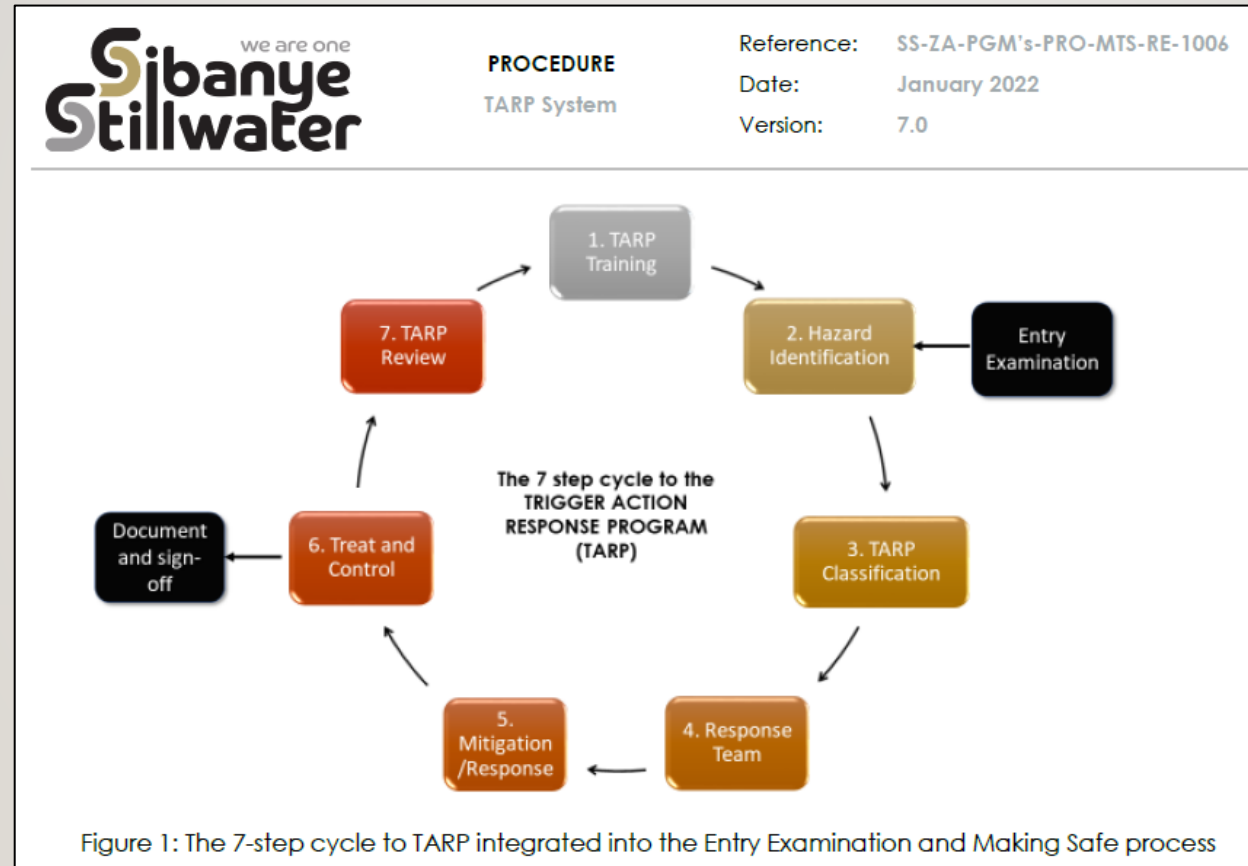 we are one
Sibanye
Stillwater
PROCEDURE
TARP System
Reference: SS-ZA-PGM's-PRO-MTS-RE-1006
Date: January 2022
Version: 7.0
1. TARP
Training
2. Hazard
Identification
Entry
Examination
3. TARP
Classification
4. Response
Team
5.
Mitigation
/Response
6. Treat and
Control
Document
and sign-
off
7. TARP
Review
The 7 step cycle to the
TRIGGER ACTION
RESPONSE PROGRAM
(TARP)
Figure 1: The 7-step cycle to TARP integrated into the Entry Examination and Making Safe process